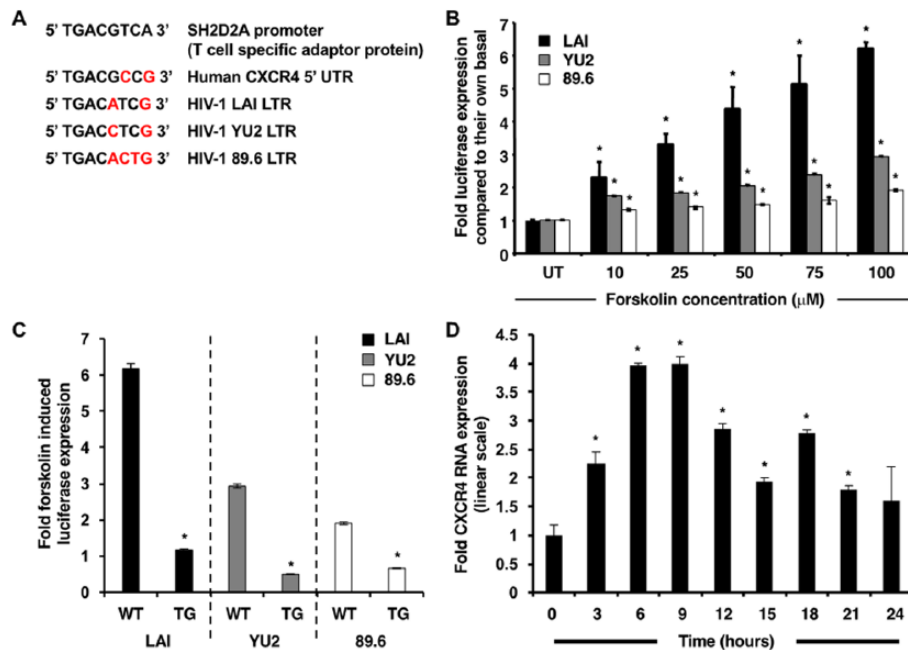 A
5' TGACGTCA 3' SH2D2A promoter
(T cell specific adaptor protein)
5' TGACGCCG 3' Human CXCR4 5' UTR
5' TGACATCG 3' HIV-1 LAI LTR
5' TGACCTCG 3' HIV-1 YU2 LTR
5' TGACACTG 3' HIV-1 89.6 LTR
B
Fold luciferase expression
compared to their own basal
7
6
5
4
3
2
1
0
LAI
YU2
89.6
* * * * * * * * * * * * * * *
UT 10 25 50 75 100
Forskolin concentration (μM)
C
Fold forskolin induced
luciferase expression
7
6
5
4
3
2
1
0
LAI
YU2
89.6
* * *
WT TG WT TG WT TG
LAI YU2 89.6
D
Fold CXCR4 RNA expression
(linear scale)
4.5
4
3.5
3
2.5
2
1.5
1
0.5
* * * * * * *
0 3 6 9 12 15 18 21 24
Time (hours)